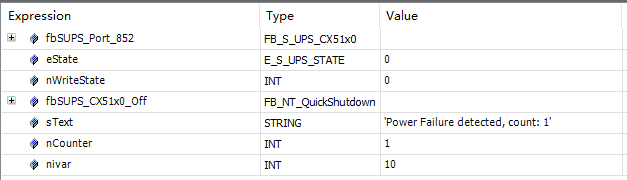 Expression Type Value
fbSUPS_Port_852 FB_S_UPS_CX51x0
eState E_S_UPS_STATE 0
nWriteState INT 0
fbSUPS_CX51x0_Off FB_NT_QuickShutdown
sText STRING 'Power Failure detected, count: 1'
nCounter INT 1
nivar INT 10